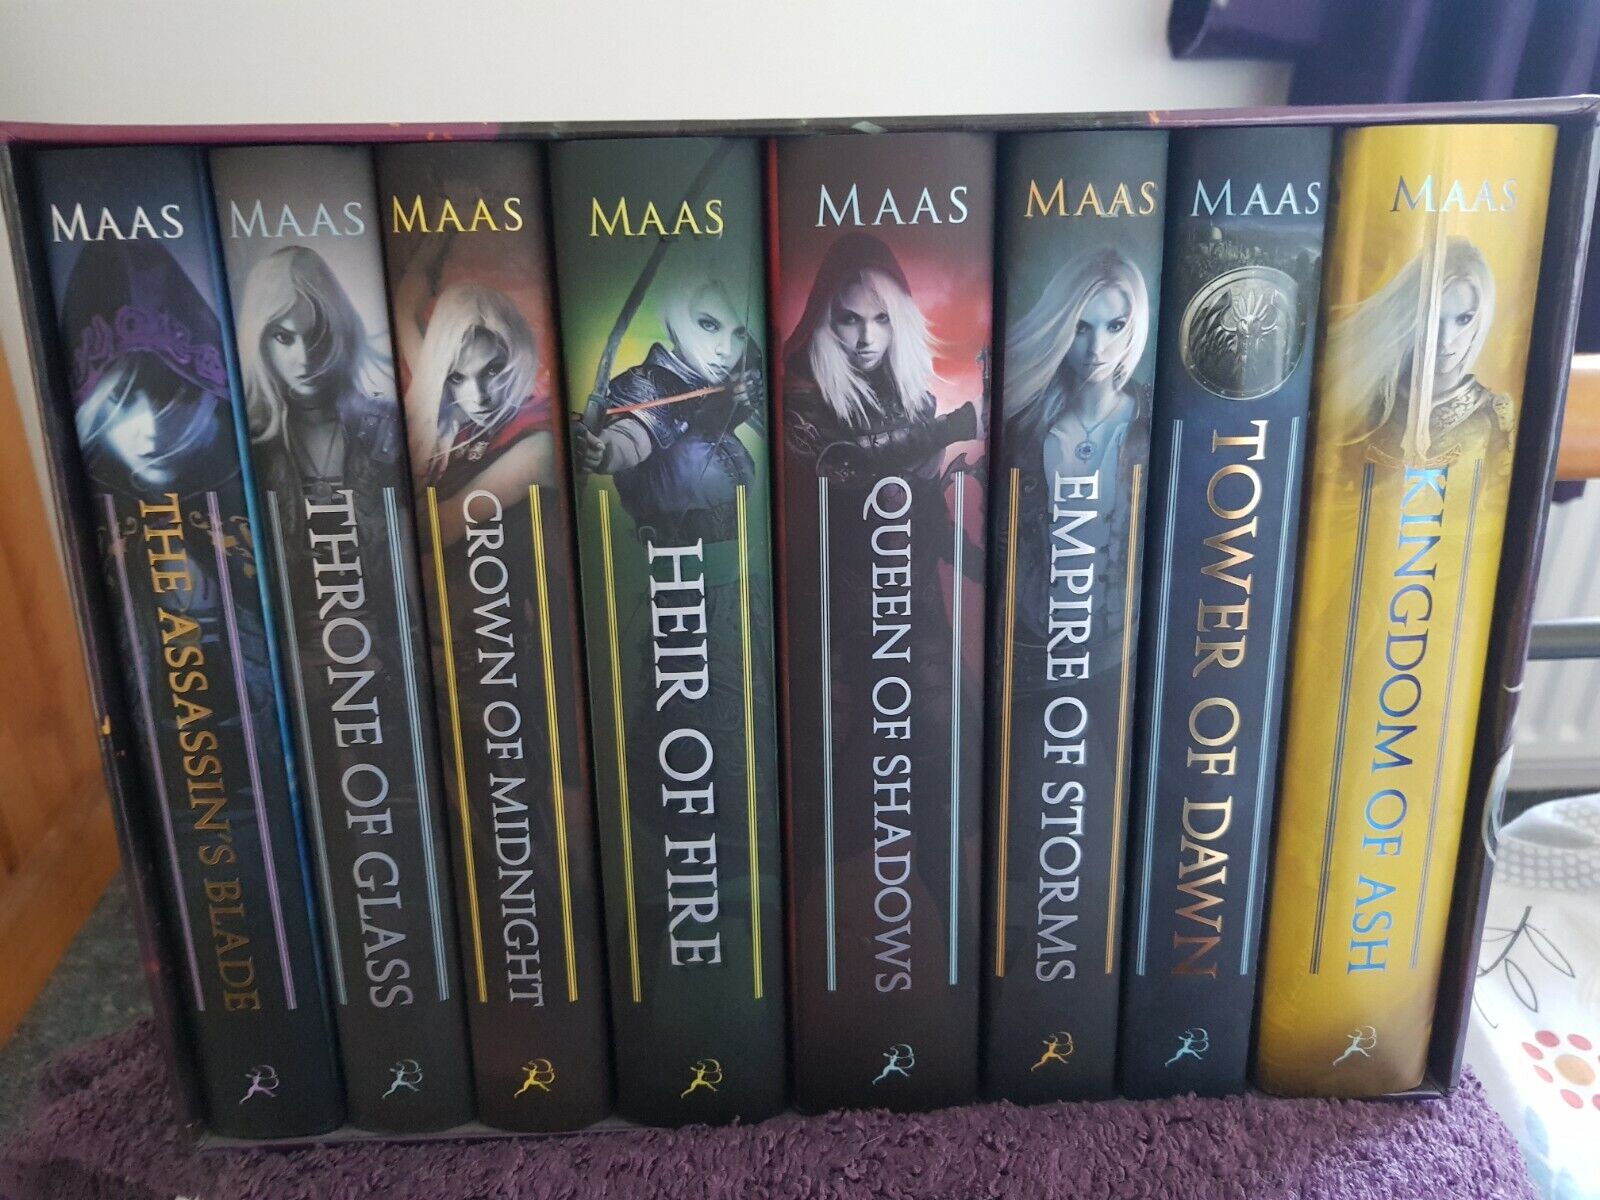 MAAS
THE ASSASSIN'S BLADE
MAAS
THRONE OF GLASS
MAAS
CROWN OF MIDNIGHT
MAAS
HEIR OF FIRE
MAAS
QUEEN OF SHADOWS
MAAS
EMPIRE OF STORMS
MAAS
TOWER OF DAWN
MAAS
KINGDOM OF ASH